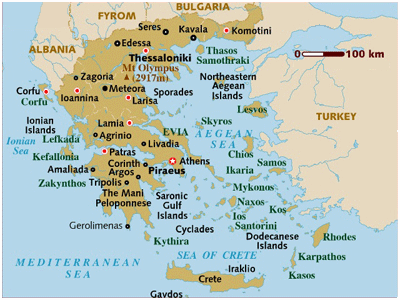 BULGARIA
FYROM
ALBANIA
Seres
Kavala
Komotini
Edessa
Thessaloniki
Thasos
Samothraki
0 100 km
Mt Olympus
(2917m)
Zagoria
Meteora
Northeastern
Aegean
Islands
Corfu
Corfu
Ioannina
Larisa
Sporades
Lesvos
TURKEY
Ionian
Islands
Lamia
Skyros
Ionian
Sea
Lefkada
Agrinio
EVIA
AEGEAN
SEA
Livadia
Chios
Kefallonia
Patras
Athens
Samos
Amaliada
Corinth
Piraeus
Ikaria
Zakynthos
Argos
Tripolis
Mykonos
The Mani
Peloponnese
Saronic
Gulf
Islands
Naxos
Ios
Kos
Santorini
Gerolimenas
Cyclades
Dodecanese
Islands
Rhodes
Kythira
MEDITERRANEAN
SEA
SEA OF CRETE
Karpathos
Iraklio
Kasos
Crete
Gavdos